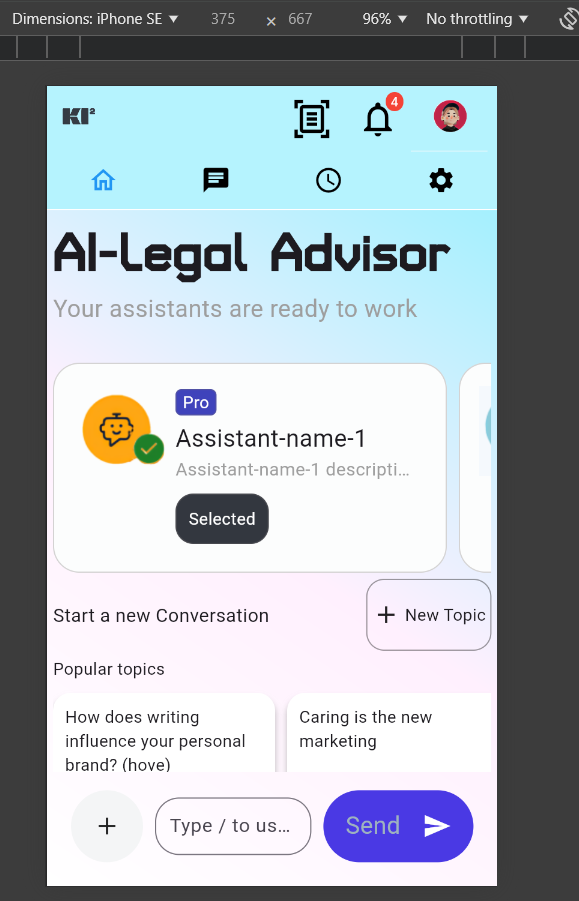 Dimensions: iPhone SE ▼ 375 × 667 96% ▼ No throttling ▼
KI²
4
AI-Legal Advisor
Your assistants are ready to work
Pro
Assistant-name-1
Assistant-name-1 descripti...
Selected
Start a new Conversation
+ New Topic
Popular topics
How does writing
influence your personal
brand? (hove)
Caring is the new
marketing
+ Type / to us... Send